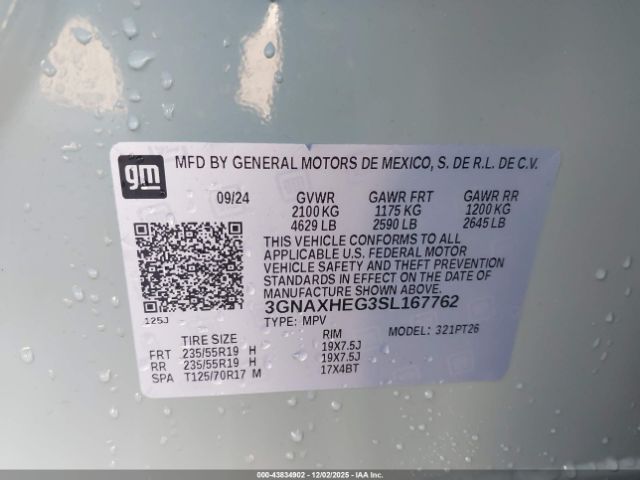 gm
MFD BY GENERAL MOTORS DE MEXICO, S. DE R.L. DE C.V.
09/24 GVWR GAWR FRT GAWR RR
2100 KG 1175 KG 1200 KG
4629 LB 2590 LB 2645 LB
THIS VEHICLE CONFORMS TO ALL
APPLICABLE U.S. FEDERAL MOTOR
VEHICLE SAFETY AND THEFT PREVENTION
STANDARDS IN EFFECT ON THE DATE OF
MANUFACTURE SHOWN ABOVE.
3GNAXHEG3SL167762
125J
TYPE: MPV MODEL: 321PT26
TIRE SIZE RIM
FRT 235/55R19 H 19X7.5J
RR 235/55R19 H 19X7.5J
SPA T125/70R17 M 17X4BT
000-43834902 - 12/02/2025 - IAAI.COM